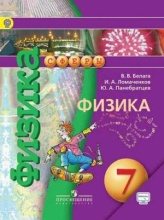 физика
СФЕРЫ
В. В. Белага
И. А. Ломаченков
Ю. А. Панебратцев
ФИЗИКА
7
ПРОСВЕЩЕНИЕ